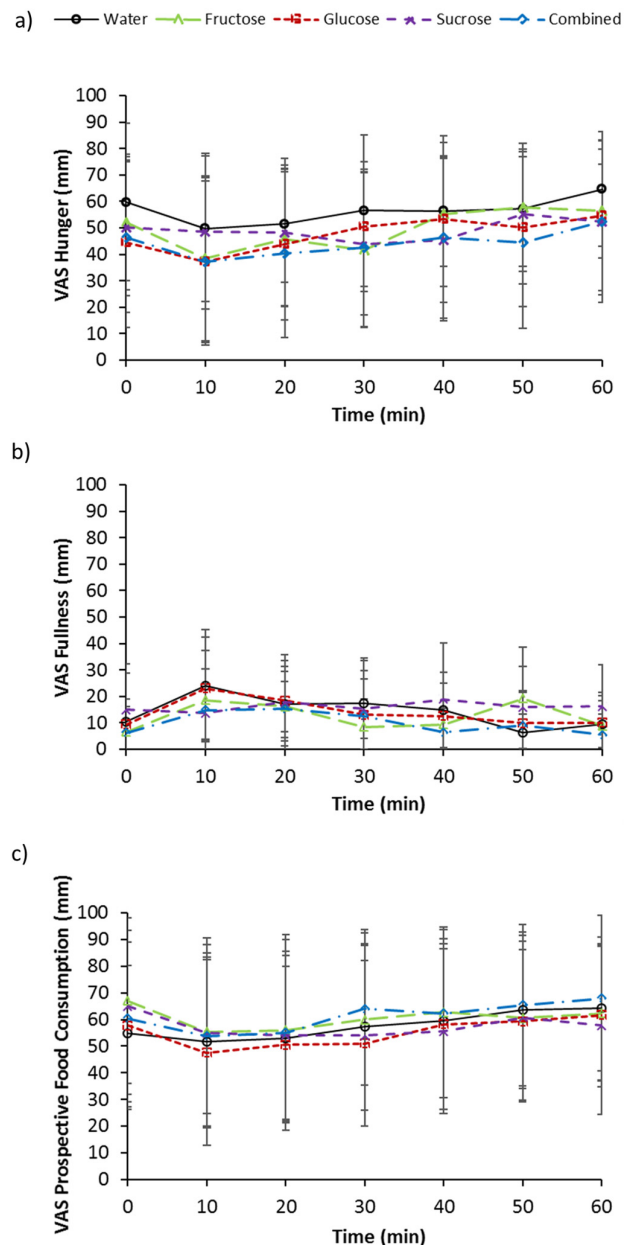 a) Water Fructose Glucose Sucrose Combined
100
90
80
70
60
50
40
30
20
10
0
VAS Hunger (mm)
0 10 20 30 40 50 60
Time (min)
b)
100
90
80
70
60
50
40
30
20
10
0
VAS Fullness (mm)
0 10 20 30 40 50 60
Time (min)
c)
100
90
80
70
60
50
40
30
20
10
0
VAS Prospective Food Consumption (mm)
0 10 20 30 40 50 60
Time (min)